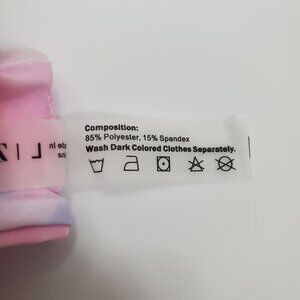 Composition:
85% Polyester, 15% Spandex
Wash Dark Colored Clothes Separately.